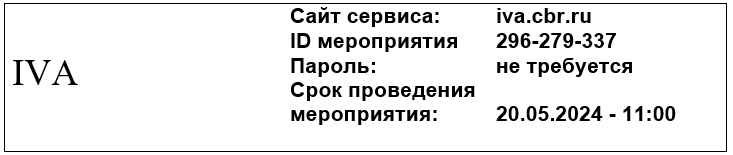 IVA
Сайт сервиса: iva.cbr.ru
ID мероприятия 296-279-337
Пароль: не требуется
Срок проведения
мероприятия: 20.05.2024 - 11:00